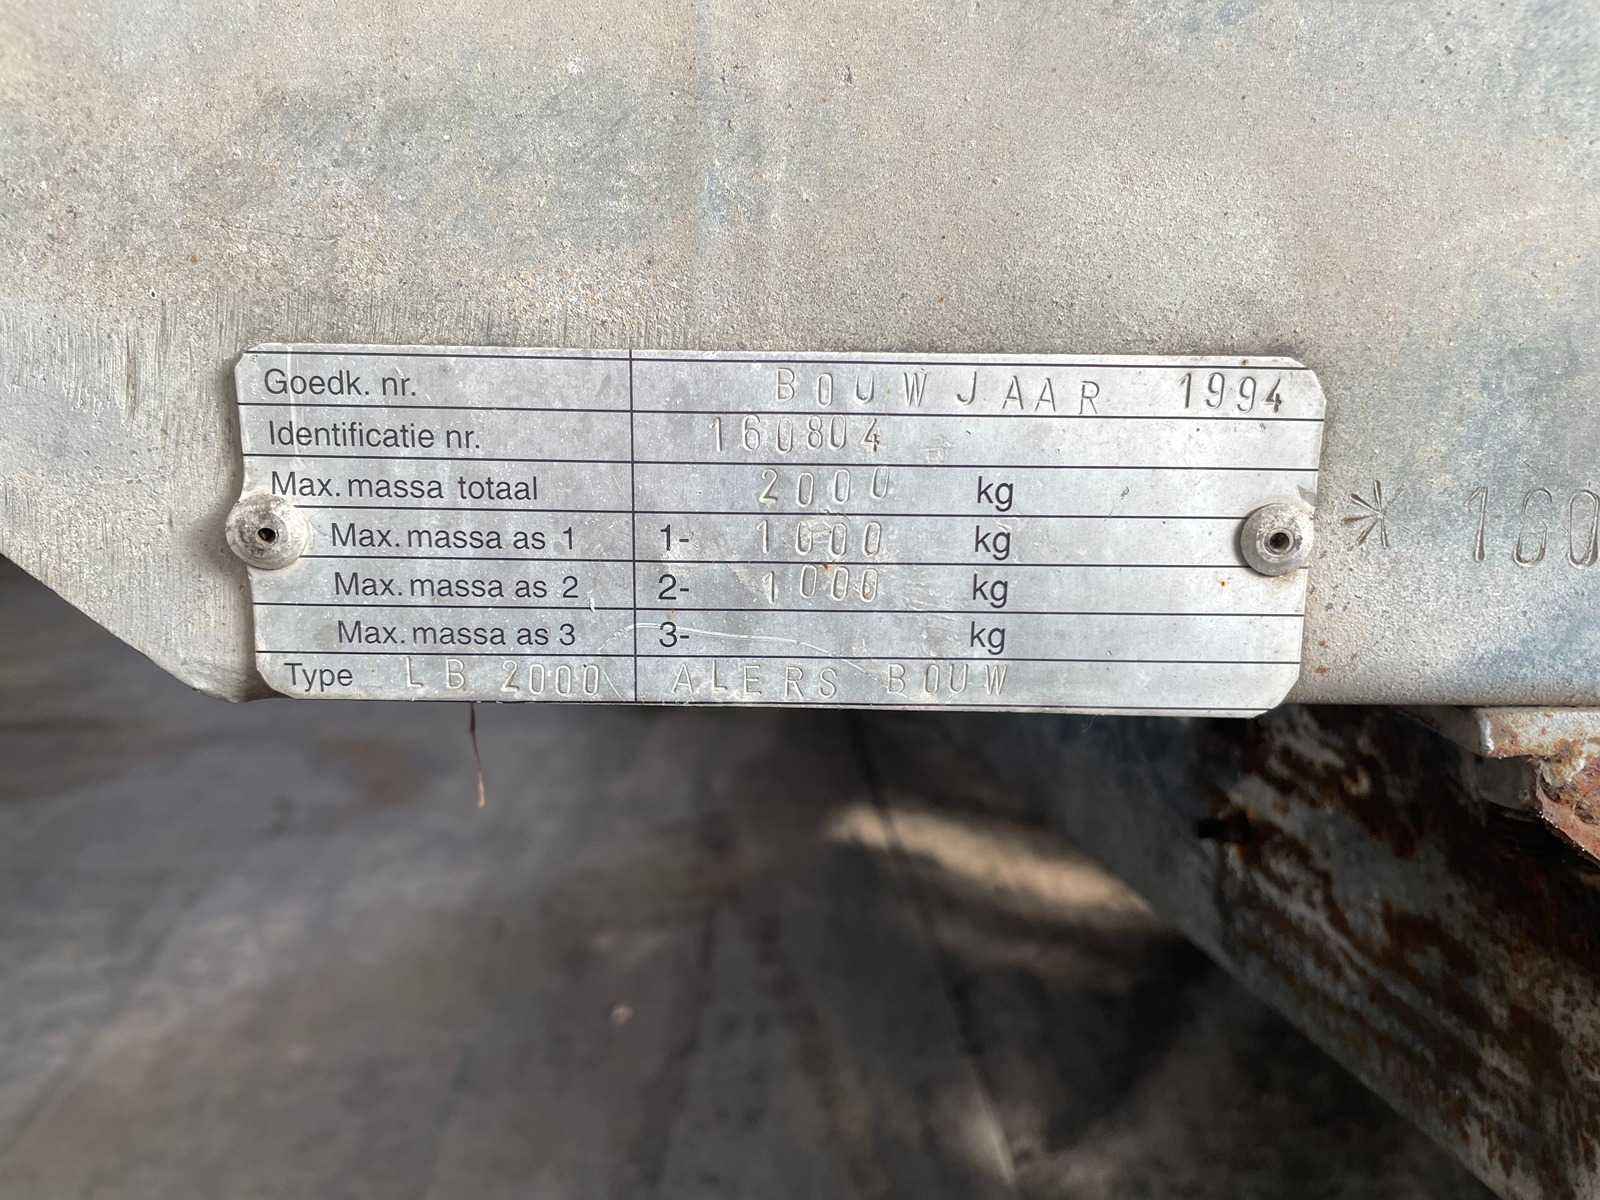 Goedk. nr. BOUWJAAR 1994
Identificatie nr. 160804
Max. massa totaal 2000 kg
Max. massa as 1 1- 1000 kg
Max. massa as 2 2- 1000 kg
Max. massa as 3 3- kg
Type LB 2000 ALERS BOUW
* 160